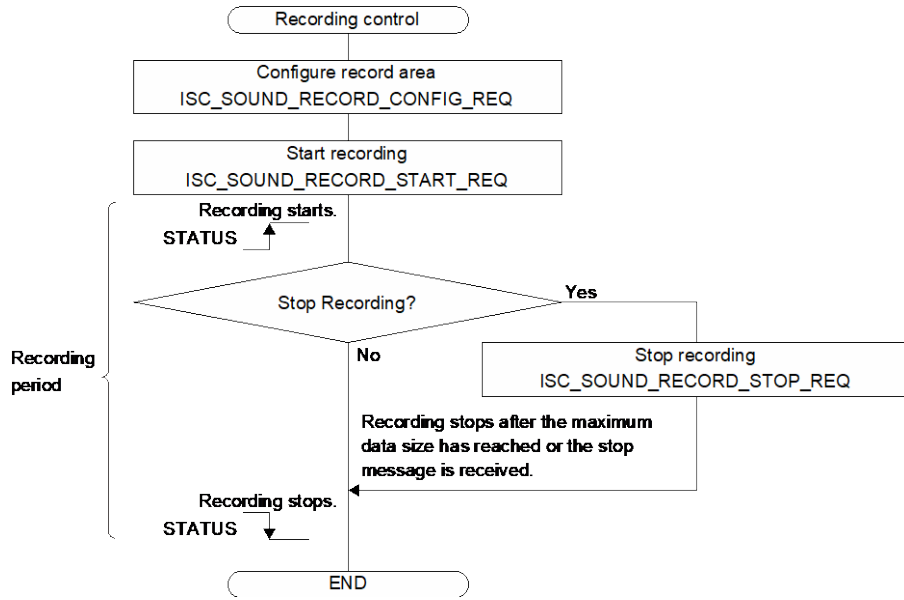 Recording control
Configure record area
ISC_SOUND_RECORD_CONFIG_REQ
Start recording
ISC_SOUND_RECORD_START_REQ
Recording starts.
STATUS
Stop Recording?
Yes
No
Recording
period
Stop recording
ISC_SOUND_RECORD_STOP_REQ
Recording stops after the maximum
data size has reached or the stop
message is received.
Recording stops.
STATUS
END